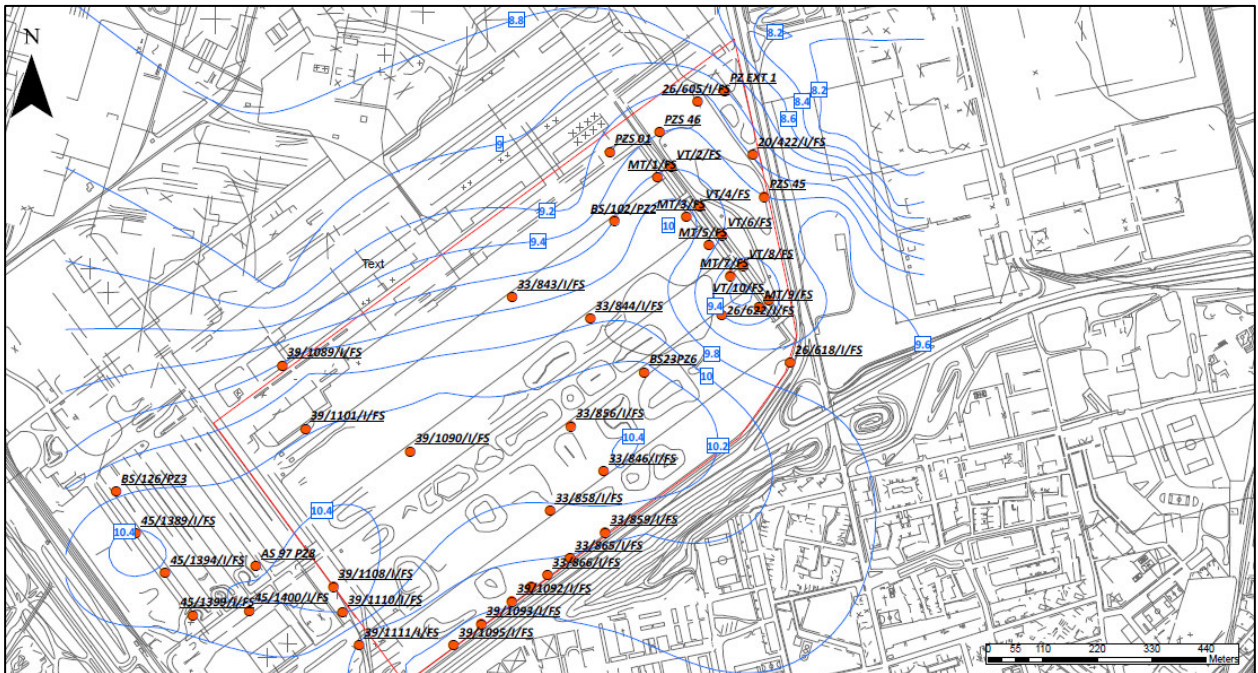 8.8
8.2
N
PZ EXT 1
26/605/I/FS
8.2
8.4
8.6
PZS 46
9
PZS 01
20/422/I/FS
VT/2/FS
MT/1/FS
PZS 45
VT/4/FS
9.2
BS/102/PZ2
MT/3/FS
10
VT/6/FS
9.4
MT/5/FS
Text
VT/8/FS
MT/7/FS
33/843/I/FS
VT/10/FS
MT/9/FS
33/844/I/FS
9.4
26/622/I/FS
9.6
39/1089/I/FS
9.8
26/618/I/FS
BS23PZ6
10
39/1101/I/FS
33/856/I/FS
39/1090/I/FS
10.4
10.2
33/846/I/FS
BS/126/PZ3
33/858/I/FS
10.4
45/1389/I/FS
10.4
33/859/I/FS
AS 97 PZ8
33/865/I/FS
45/1394/I/FS
33/866/I/FS
39/1108/I/FS
39/1092/I/FS
45/1399/I/FS
45/1400/I/FS
39/1110/I/FS
39/1093/I/FS
39/1111/I/FS
39/1095/I/FS
0 55 110 220 330 440
Meters